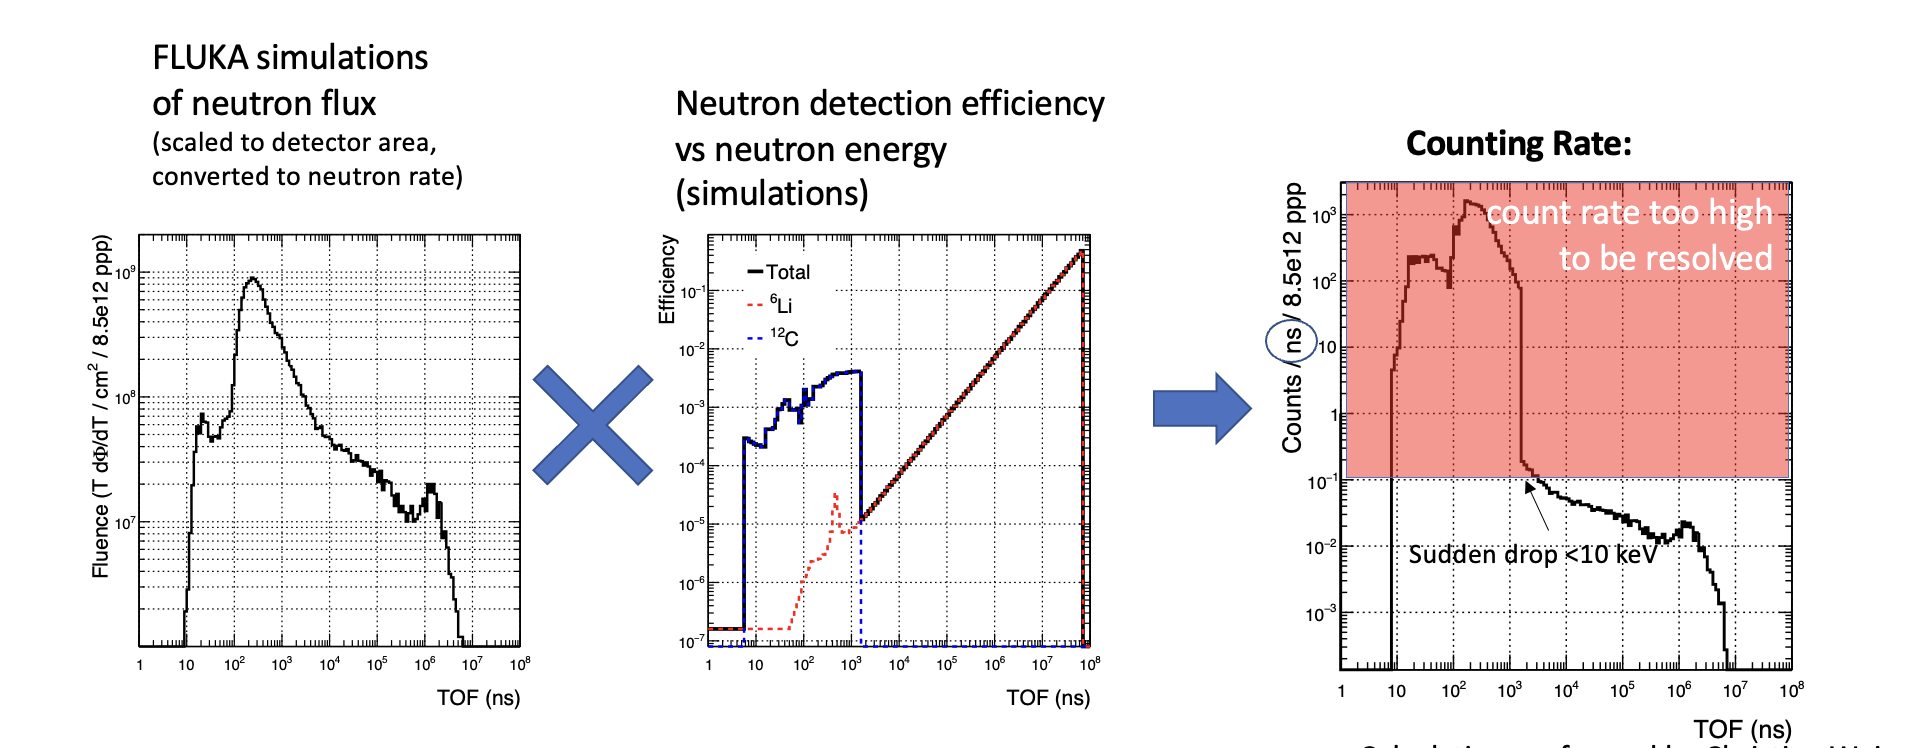 FLUKA simulations
of neutron flux
(scaled to detector area,
converted to neutron rate)
Fluence (T dΦ/dT / cm² / 8.5e12 ppp)
10⁹
10⁸
10⁷
1 10 10² 10³ 10⁴ 10⁵ 10⁶ 10⁷ 10⁸
TOF (ns)
Neutron detection efficiency
vs neutron energy
(simulations)
Efficiency
Total
⁶Li
¹²C
10⁻¹
10⁻²
10⁻³
10⁻⁴
10⁻⁵
10⁻⁶
10⁻⁷
1 10 10² 10³ 10⁴ 10⁵ 10⁶ 10⁷ 10⁸
TOF (ns)
Counting Rate:
Counts / ns / 8.5e12 ppp
count rate too high
to be resolved
10³
10²
10
1
10⁻¹
10⁻²
10⁻³
Sudden drop <10 keV
1 10 10² 10³ 10⁴ 10⁵ 10⁶ 10⁷ 10⁸
TOF (ns)